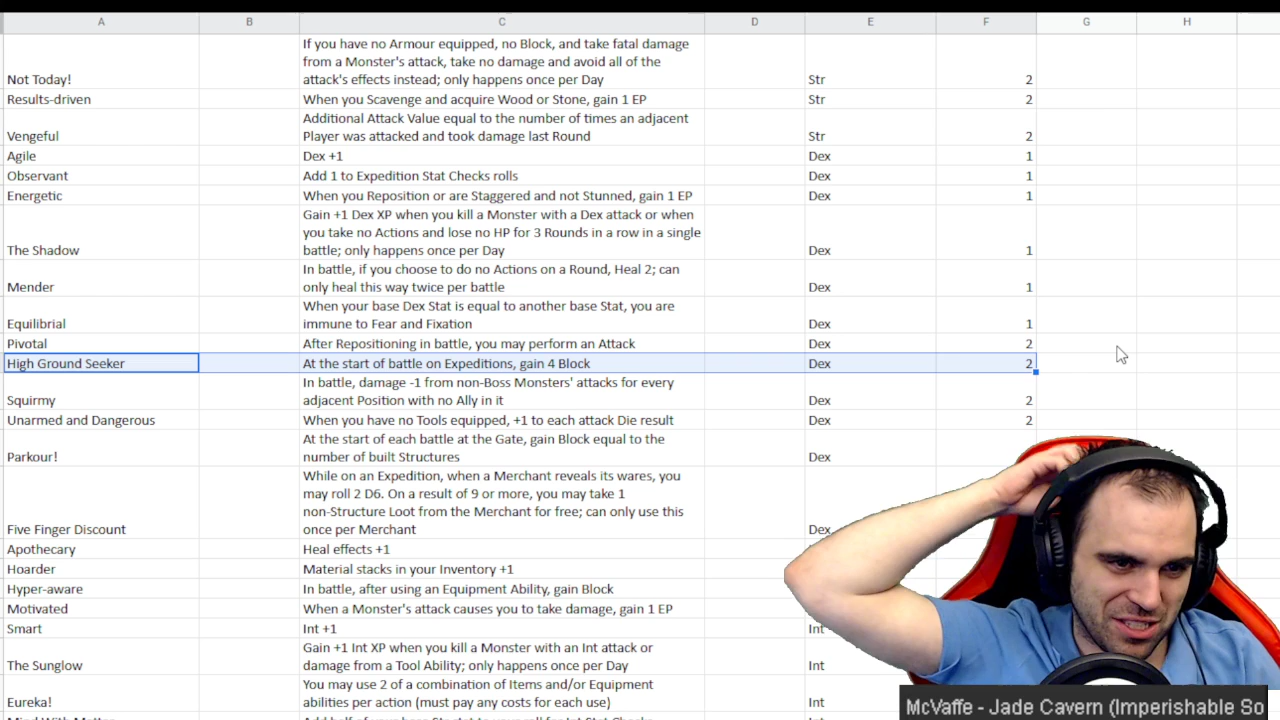 A B C D E F G H
If you have no Armour equipped, no Block, and take fatal damage
from a Monster's attack, take no damage and avoid all of the
Not Today! attack's effects instead; only happens once per Day Str 2
Results-driven When you Scavenge and acquire Wood or Stone, gain 1 EP Str 2
Additional Attack Value equal to the number of times an adjacent
Vengeful Player was attacked and took damage last Round Str 2
Agile Dex +1 Dex 1
Observant Add 1 to Expedition Stat Checks rolls Dex 1
Energetic When you Reposition or are Staggered and not Stunned, gain 1 EP Dex 1
Gain +1 Dex XP when you kill a Monster with a Dex attack or when
you take no Actions and lose no HP for 3 Rounds in a row in a single
The Shadow battle; only happens once per Day Dex 1
In battle, if you choose to do no Actions on a Round, Heal 2; can
Mender only heal this way twice per battle Dex 1
When your base Dex Stat is equal to another base Stat, you are
Equilibrial immune to Fear and Fixation Dex 1
Pivotal After Repositioning in battle, you may perform an Attack Dex 2
High Ground Seeker At the start of battle on Expeditions, gain 4 Block Dex 2
In battle, damage -1 from non-Boss Monsters' attacks for every
Squirmy adjacent Position with no Ally in it Dex 2
Unarmed and Dangerous When you have no Tools equipped, +1 to each attack Die result Dex 2
At the start of each battle at the Gate, gain Block equal to the
Parkour! number of built Structures Dex
While on an Expedition, when a Merchant reveals its wares, you
may roll 2 D6. On a result of 9 or more, you may take 1
non-Structure Loot from the Merchant for free; can only use this
Five Finger Discount once per Merchant Dex
Apothecary Heal effects +1
Hoarder Material stacks in your Inventory +1
Hyper-aware In battle, after using an Equipment Ability, gain Block
Motivated When a Monster's attack causes you to take damage, gain 1 EP
Smart Int +1 Int
Gain +1 Int XP when you kill a Monster with an Int attack or
The Sunglow damage from a Tool Ability; only happens once per Day Int
You may use 2 of a combination of Items and/or Equipment
Eureka! abilities per action (must pay any costs for each use) Int
McVaffe - Jade Cavern (Imperishable So